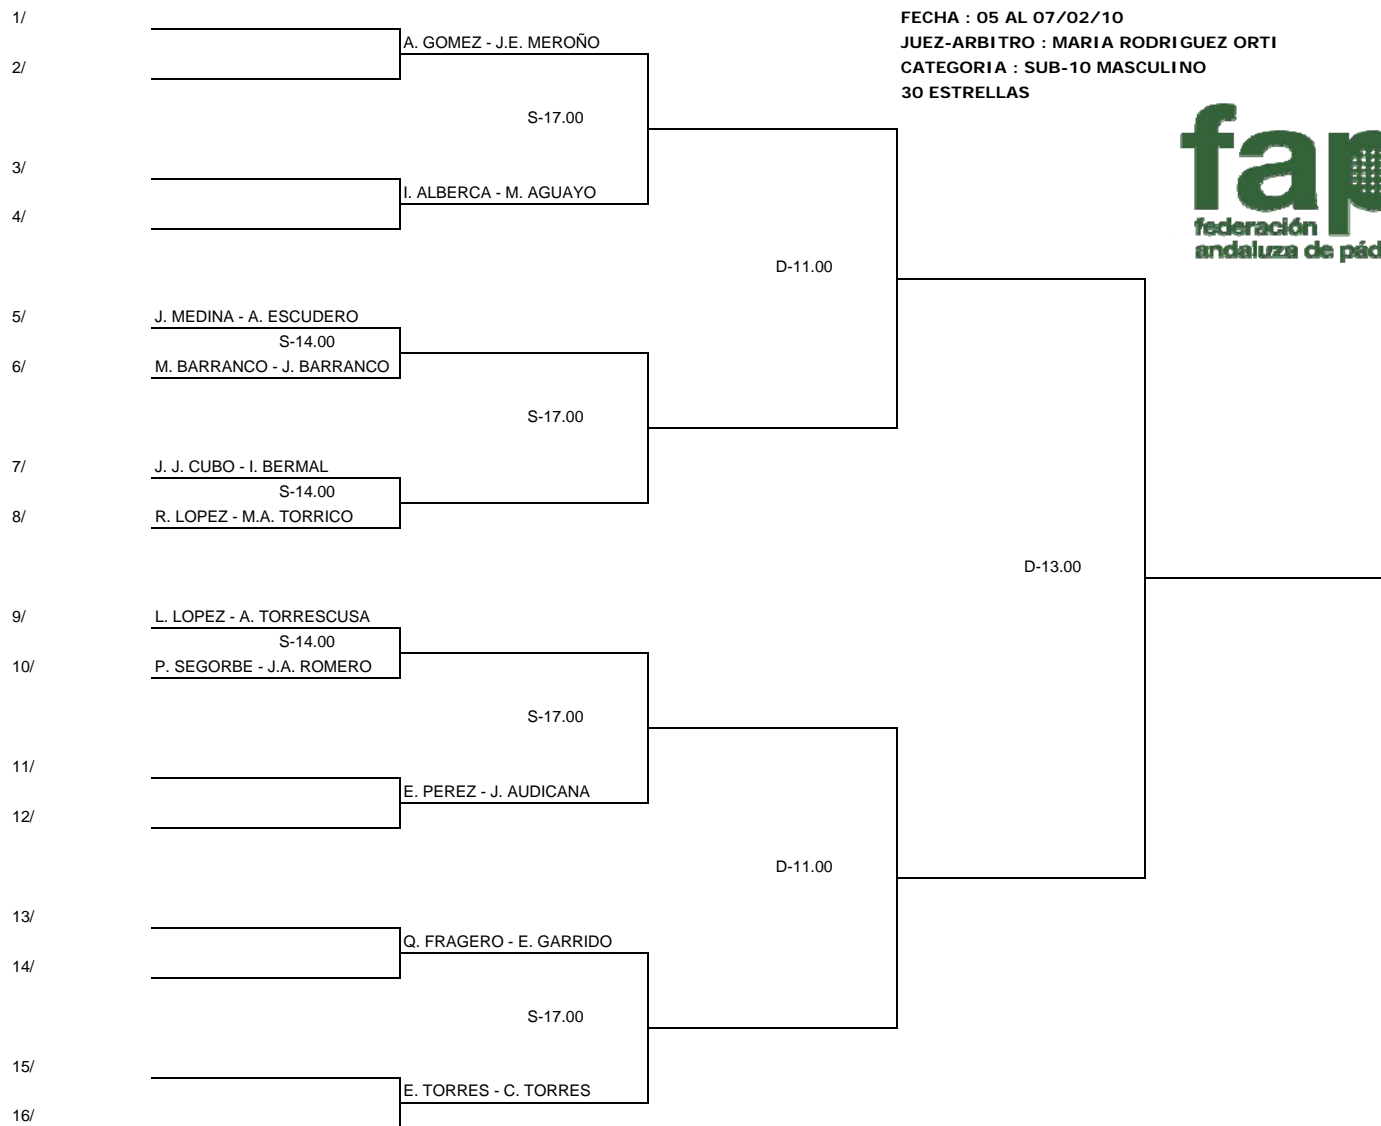 1/
FECHA : 05 AL 07/02/10
A. GOMEZ - J.E. MEROÑO
JUEZ-ARBITRO : MARIA RODRIGUEZ ORTI
2/
CATEGORIA : SUB-10 MASCULINO
30 ESTRELLAS
S-17.00
fap
3/
I. ALBERCA - M. AGUAYO
4/
federación
andaluza de pád
D-11.00
5/
J. MEDINA - A. ESCUDERO
S-14.00
6/
M. BARRANCO - J. BARRANCO
S-17.00
7/
J. J. CUBO - I. BERMAL
S-14.00
8/
R. LOPEZ - M.A. TORRICO
D-13.00
9/
L. LOPEZ - A. TORRESCUSA
S-14.00
10/
P. SEGORBE - J.A. ROMERO
S-17.00
11/
E. PEREZ - J. AUDICANA
12/
D-11.00
13/
Q. FRAGERO - E. GARRIDO
14/
S-17.00
15/
E. TORRES - C. TORRES
16/